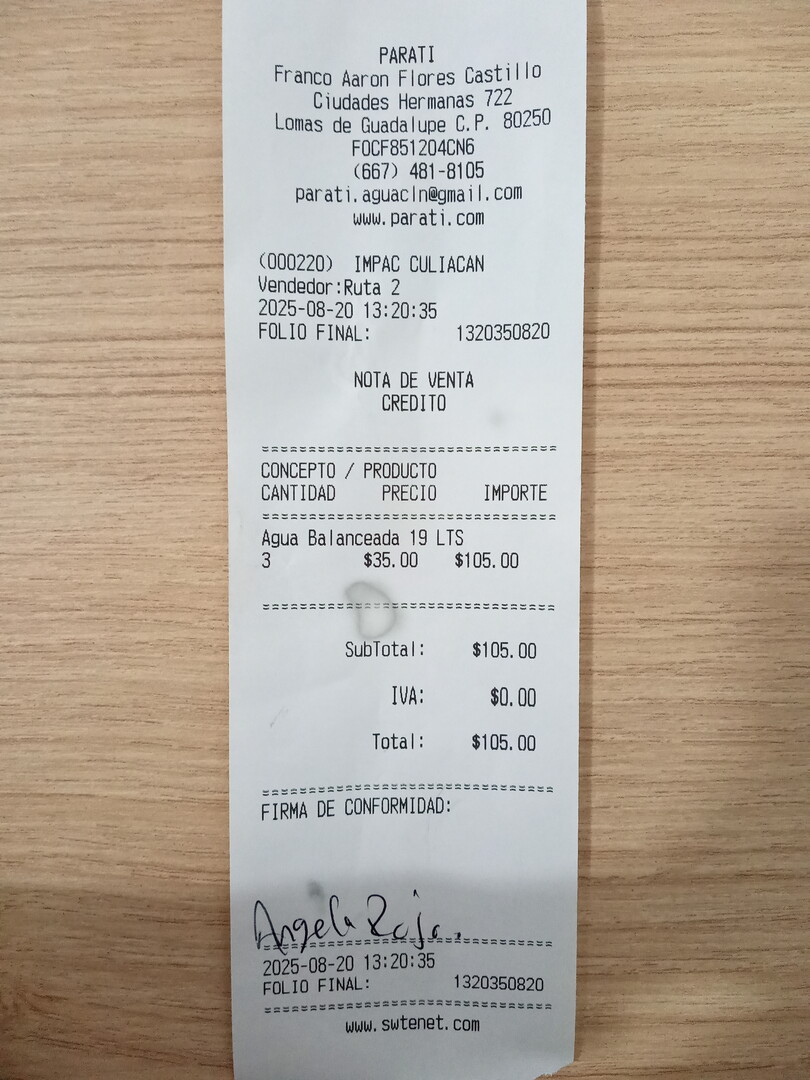 PARATI
Franco Aaron Flores Castillo
Ciudades Hermanas 722
Lomas de Guadalupe C.P. 80250
FOCF851204CN6
(667) 481-8105
parati.aguacln@gmail.com
www.parati.com
(000220) IMPAC CULIACAN
Vendedor:Ruta 2
2025-08-20 13:20:35
FOLIO FINAL: 1320350820
NOTA DE VENTA
CREDITO
CONCEPTO / PRODUCTO
CANTIDAD PRECIO IMPORTE
Agua Balanceada 19 LTS
3 $35.00 $105.00
SubTotal: $105.00
IVA: $0.00
Total: $105.00
FIRMA DE CONFORMIDAD:
Angela Roja.
2025-08-20 13:20:35
FOLIO FINAL: 1320350820
www.swtenet.com